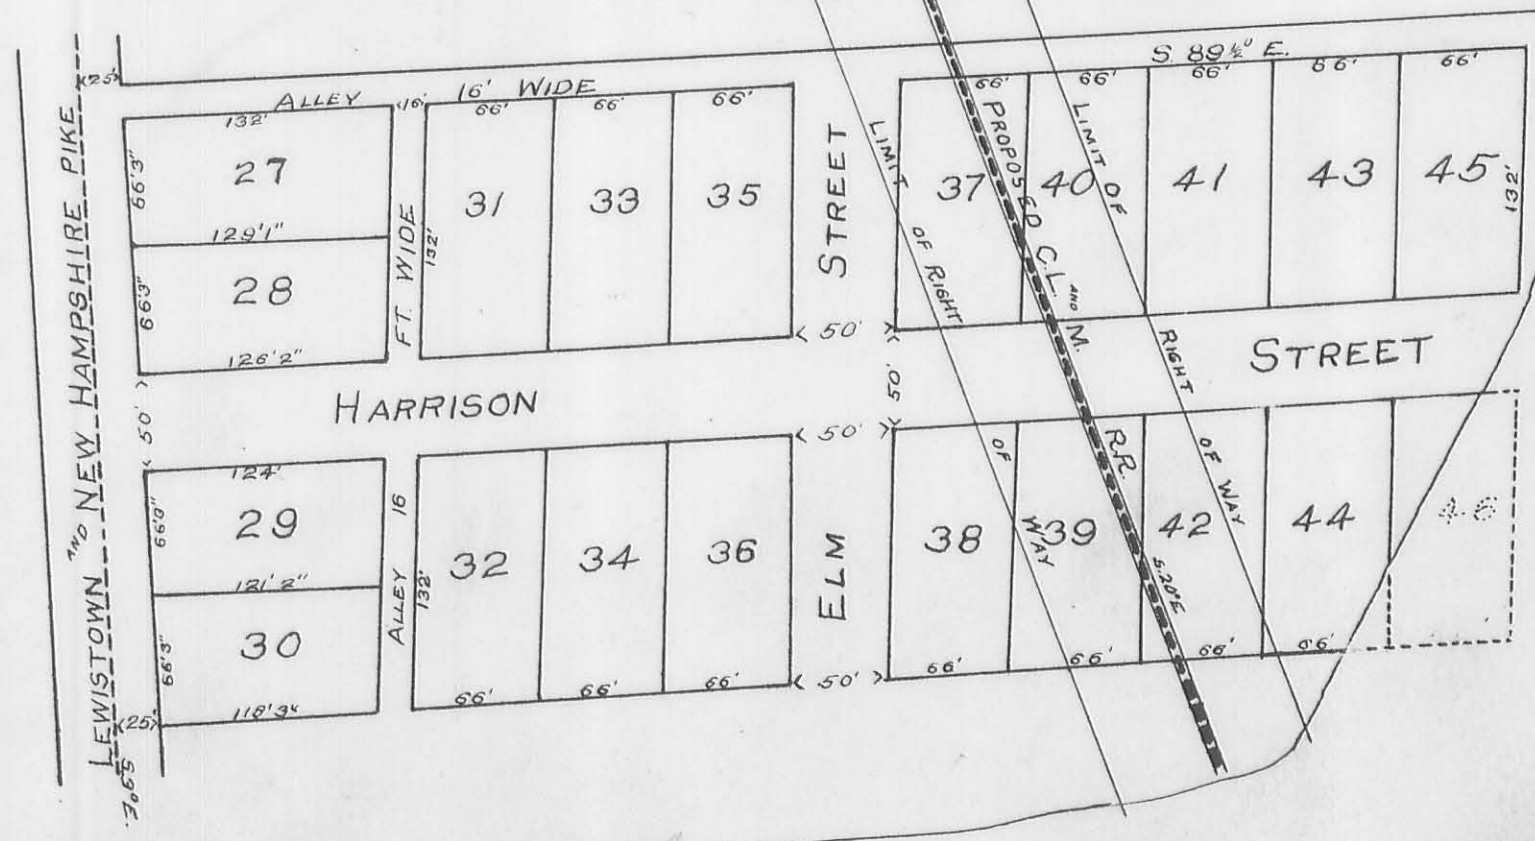 S. 89½° E.
25'
ALLEY 16' WIDE
132' 16' 66' 66' 66' 66' 66' 66' 66' 66'
LEWISTOWN AND NEW HAMPSHIRE PIKE
66'3"
27
129'1"
66'3"
28
126'2"
FT. WIDE
132'
31
33
35
STREET
LIMIT OF RIGHT OF WAY
37
PROPOSED C.L. AND M. R.R.
40
LIMIT OF RIGHT OF WAY
41
43
45
132'
50'
50'
50'
HARRISON STREET
50'
124'
66'3"
29
121'2"
66'3"
30
118'3"
25'
ALLEY 16
132'
32
34
36
ELM
38
39
42
44
46
S. 20° E
66' 66' 66' 50' 66' 66' 66' 66'